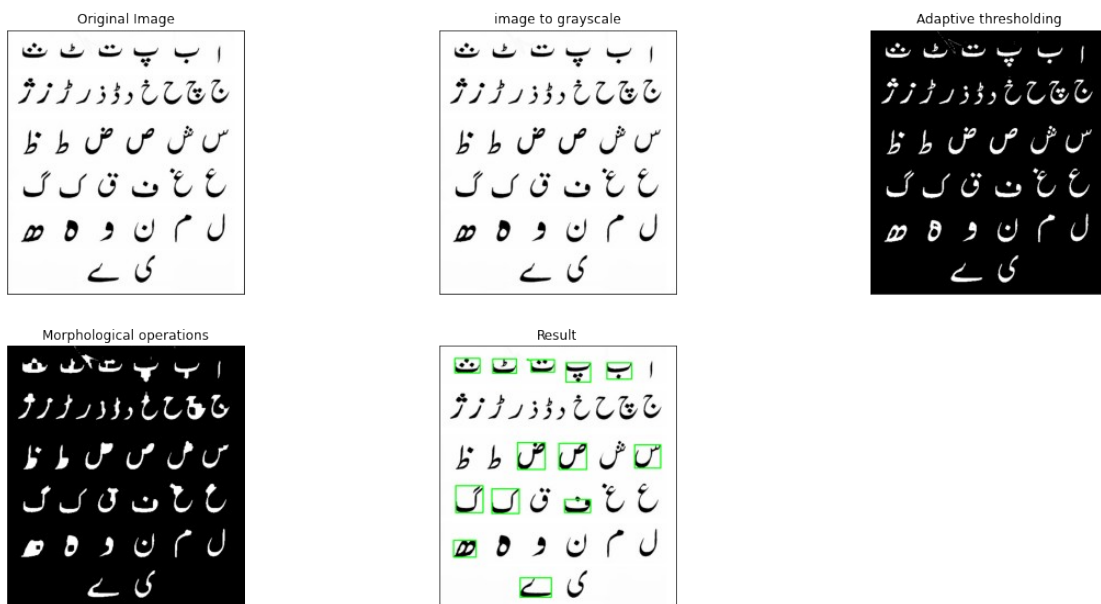 Original Image
ا ب پ ت ٹ ث
ج چ ح خ د ڈ ذ ر ڑ ز ژ
س ش ص ض ط ظ
ع غ ف ق ک گ
ل م ن و ہ ھ
ی ے
image to grayscale
ا ب پ ت ٹ ث
ج چ ح خ د ڈ ذ ر ڑ ز ژ
س ش ص ض ط ظ
ع غ ف ق ک گ
ل م ن و ہ ھ
ی ے
Adaptive thresholding
ا ب پ ت ٹ ث
ج چ ح خ د ڈ ذ ر ڑ ز ژ
س ش ص ض ط ظ
ع غ ف ق ک گ
ل م ن و ہ ھ
ی ے
Morphological operations
ا ب پ ت ٹ ث
ج چ ح خ د ڈ ذ ر ڑ ز ژ
س ش ص ض ط ظ
ع غ ف ق ک گ
ل م ن و ہ ھ
ی ے
Result
ا ب پ ت ٹ ث
ج چ ح خ د ڈ ذ ر ڑ ز ژ
س ش ص ض ط ظ
ع غ ف ق ک گ
ل م ن و ہ ھ
ی ے